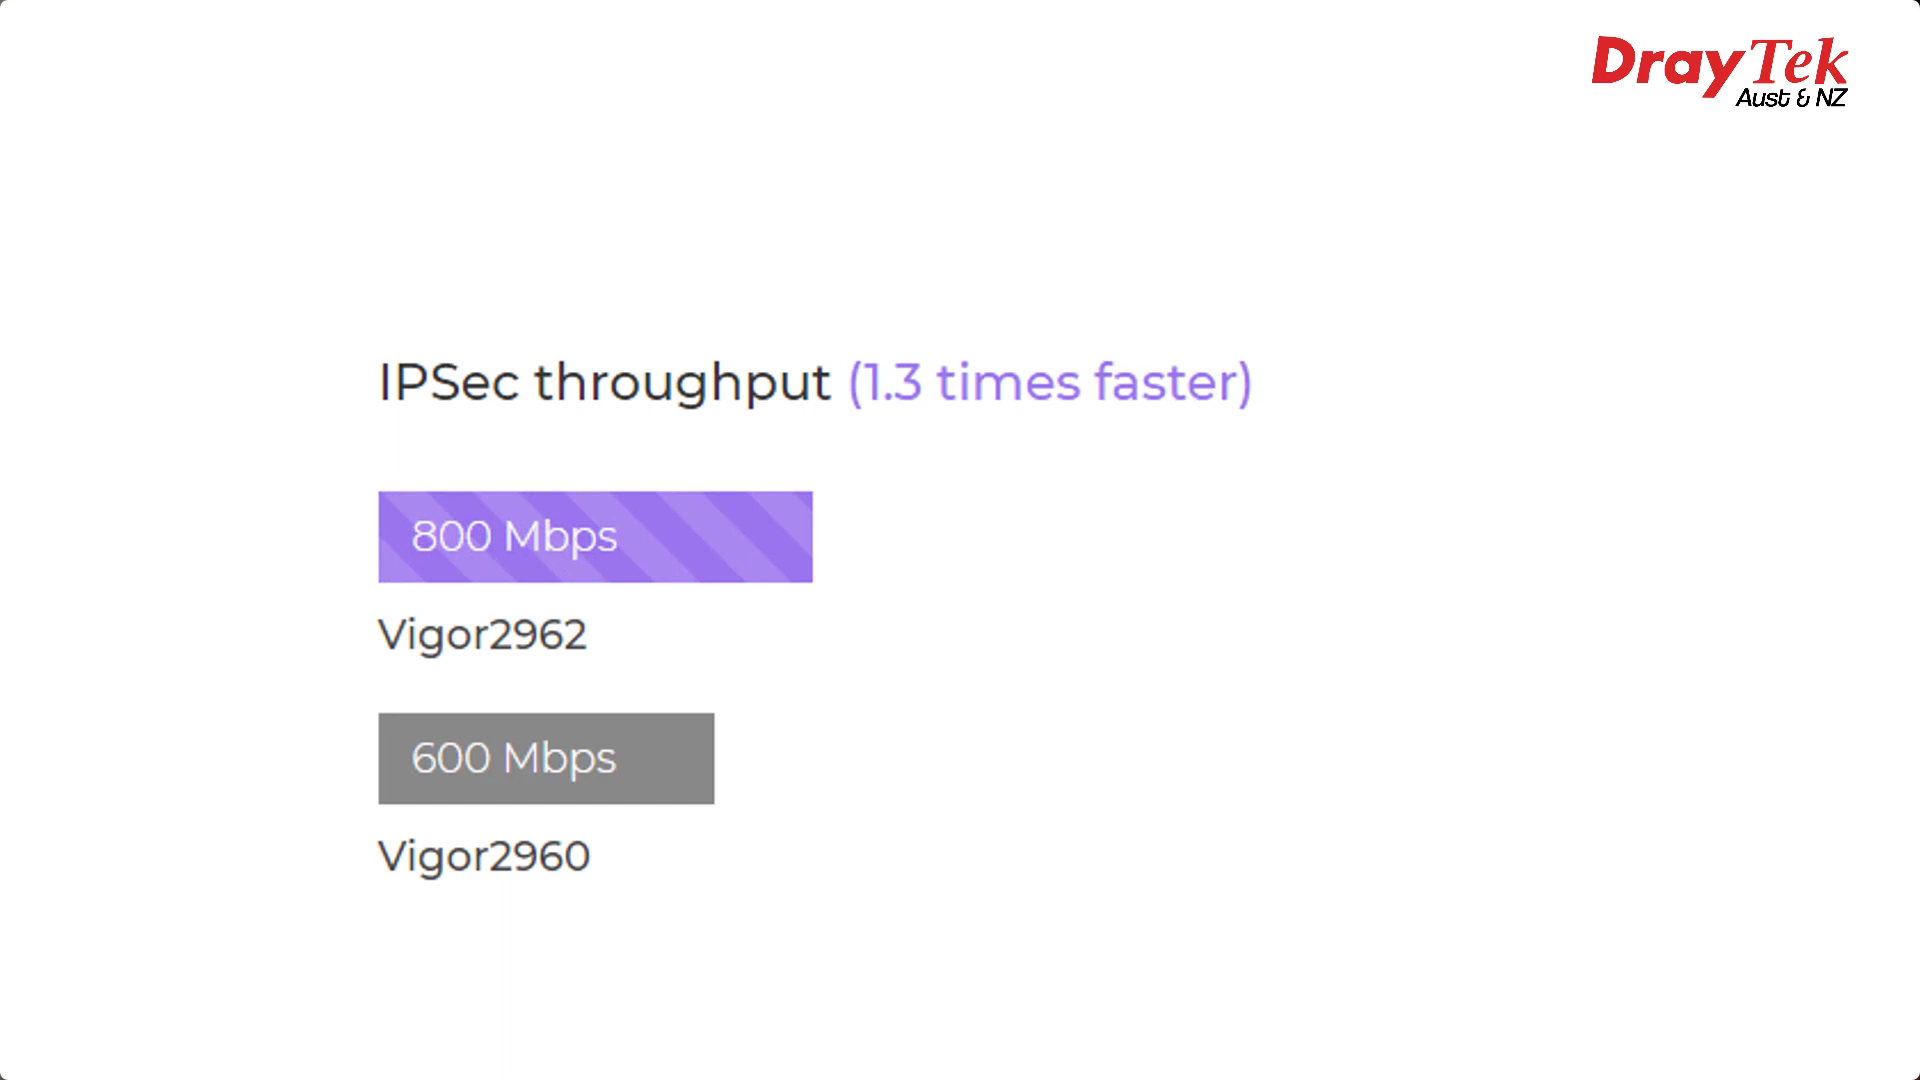 DrayTek
Aust & NZ
IPSec throughput (1.3 times faster)
800 Mbps
Vigor2962
600 Mbps
Vigor2960